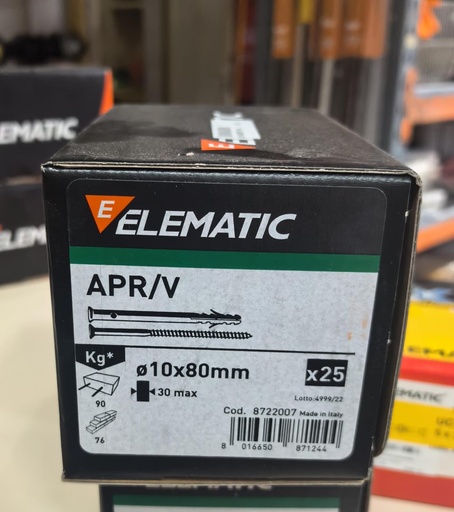 EMATIC
E ELEMATIC
APR/V
Kg*
ø10x80mm
x25
30 max
90
76
Lotto:4999/22
Cod. 8722007 Made in Italy
8 016650 871244
ELEMATIC
MATIC